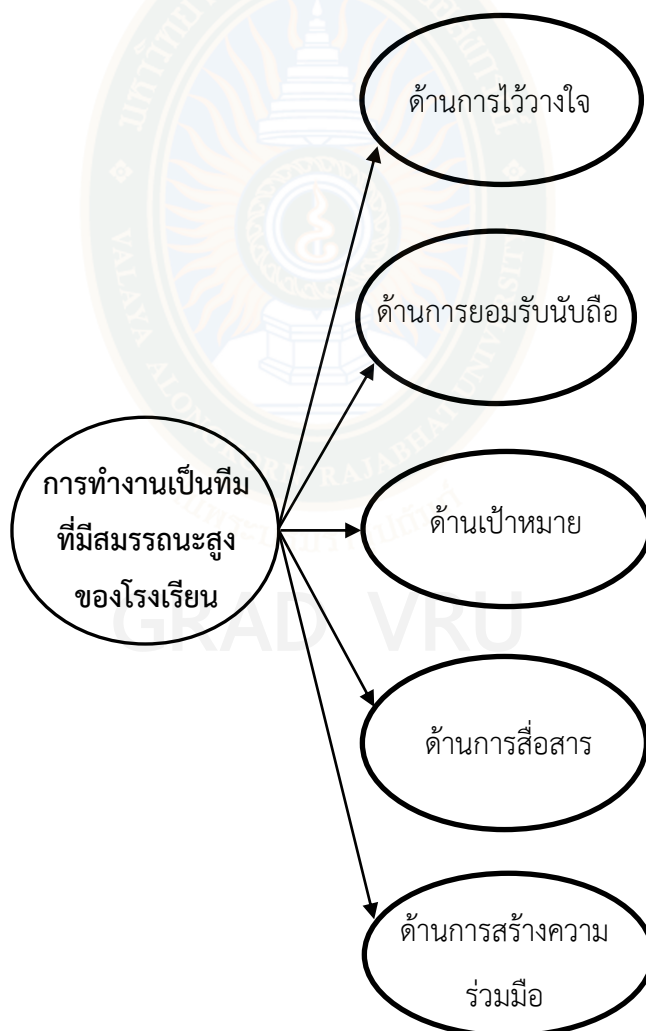 ด้านการไว้วางใจ
ด้านการยอมรับนับถือ
การทำงานเป็นทีม
ที่มีสมรรถนะสูง
ของโรงเรียน
ด้านเป้าหมาย
ด้านการสื่อสาร
ด้านการสร้างความ
ร่วมมือ
VALAYA ALONGKORN RAJABHAT UNIVERSITY
GRAD VRU